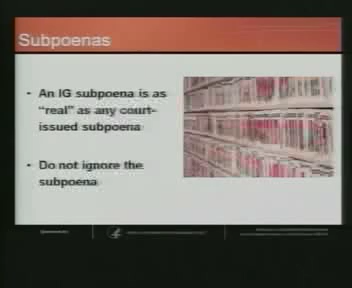 Subpoenas
• An IG subpoena is as
“real” as any court-
issued subpoena
• Do not ignore the
subpoena